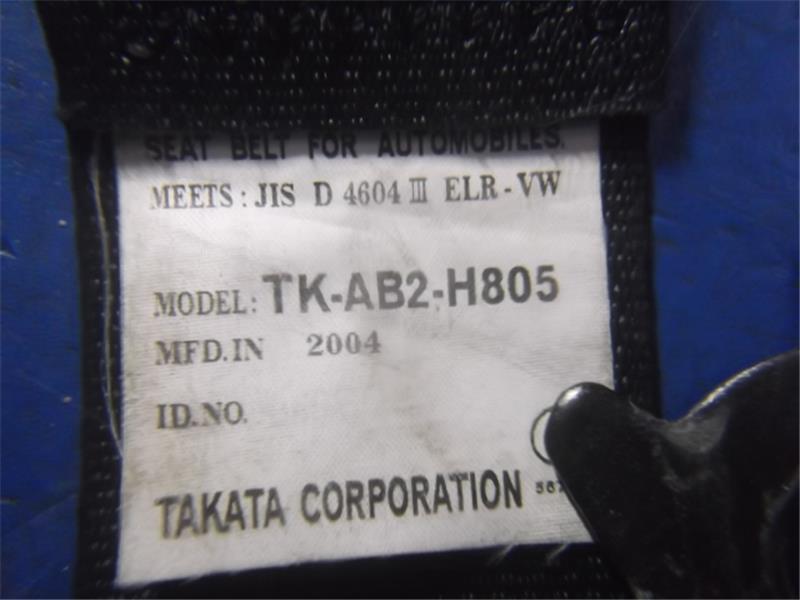 SEAT BELT FOR AUTOMOBILES.
MEETS : JIS D 4604 III ELR - VW
MODEL: TK-AB2-H805
MFD.IN 2004
ID.NO.
TAKATA CORPORATION